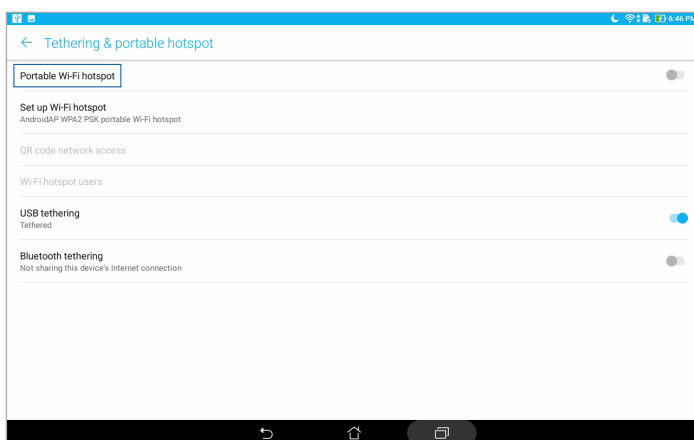 6:46 PM
Tethering & portable hotspot
Portable Wi-Fi hotspot
Set up Wi-Fi hotspot
AndroidAP WPA2 PSK portable Wi-Fi hotspot
QR code network access
Wi-Fi hotspot users
USB tethering
Tethered
Bluetooth tethering
Not sharing this device's Internet connection